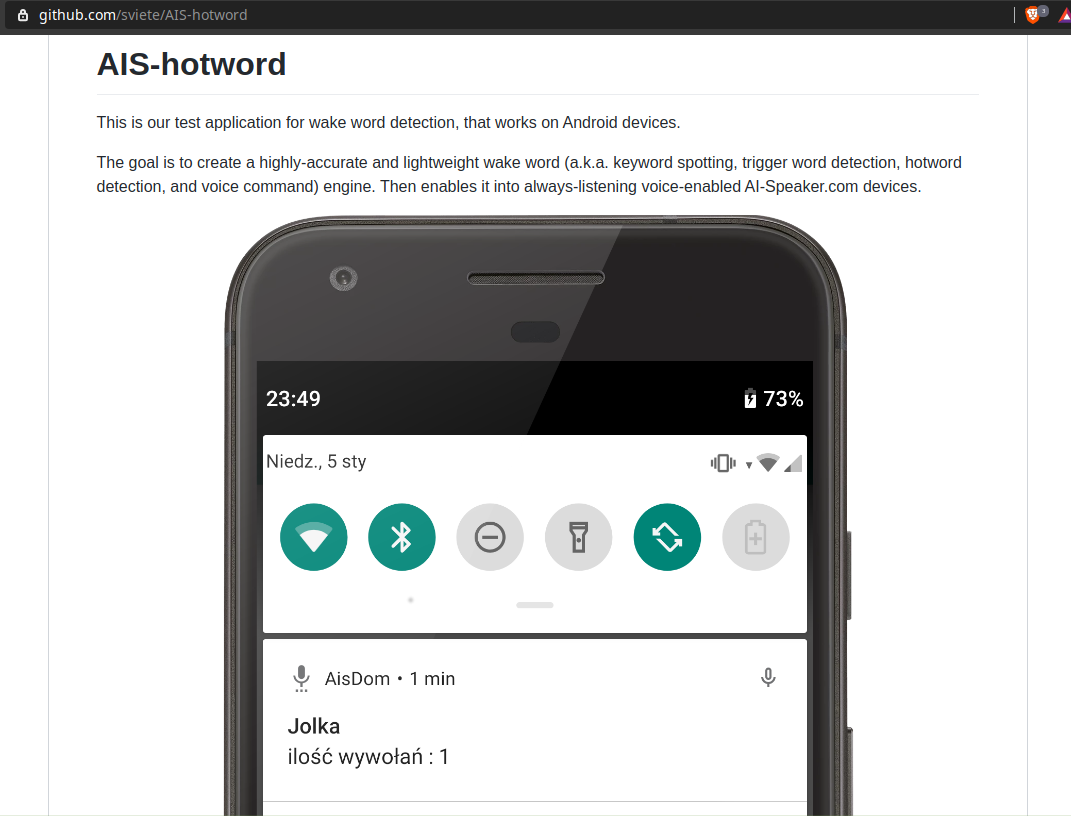 github.com/sviete/AIS-hotword
3
AIS-hotword
This is our test application for wake word detection, that works on Android devices.
The goal is to create a highly-accurate and lightweight wake word (a.k.a. keyword spotting, trigger word detection, hotword
detection, and voice command) engine. Then enables it into always-listening voice-enabled AI-Speaker.com devices.
23:49
73%
Niedz., 5 sty
AisDom • 1 min
Jolka
ilość wywołań : 1